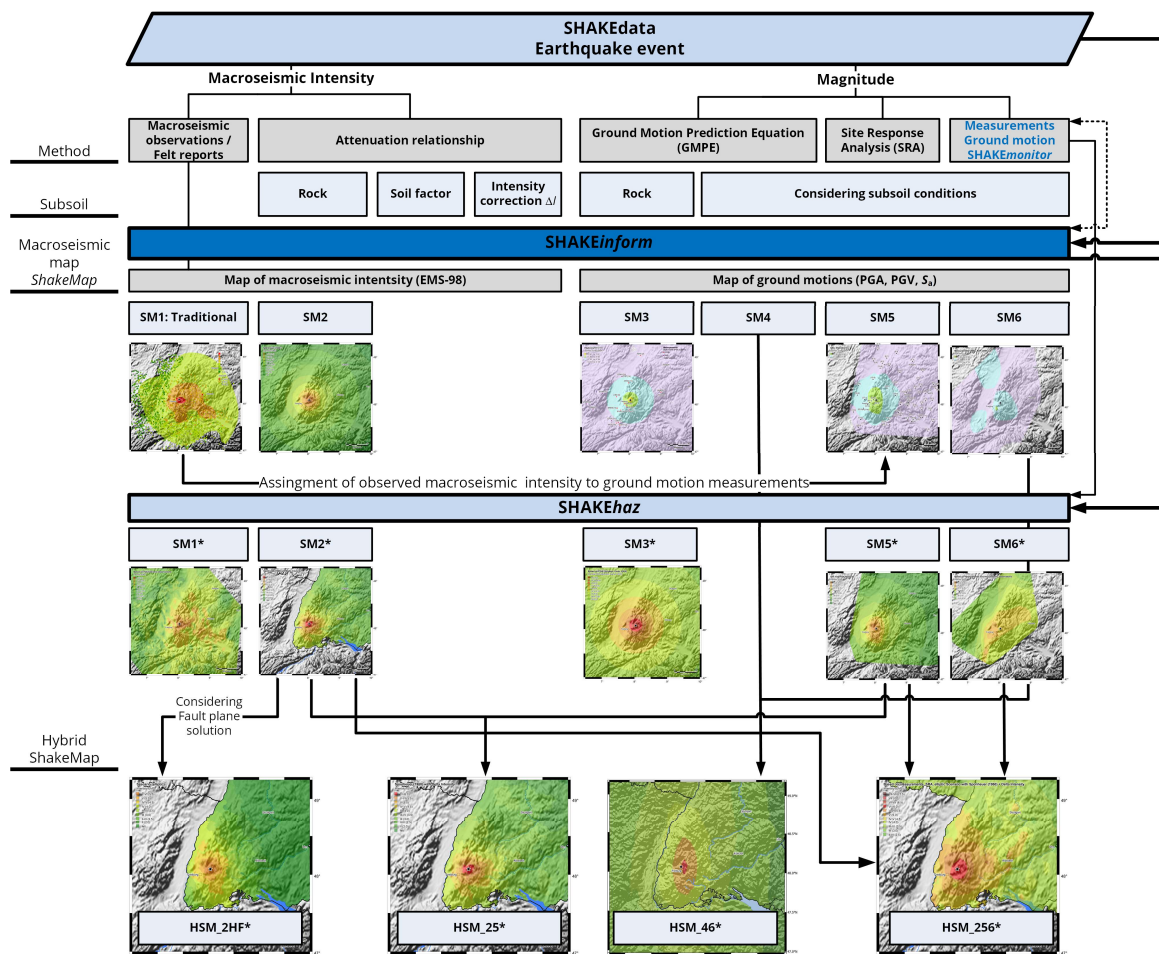 SHAKEdata
Earthquake event
Macroseismic Intensity
Magnitude
Method
Macroseismic
observations /
Felt reports
Attenuation relationship
Ground Motion Prediction Equation
(GMPE)
Site Response
Analysis (SRA)
Measurements
Ground motion
SHAKEmonitor
Subsoil
Rock
Soil factor
Intensity
correction ΔI
Rock
Considering subsoil conditions
Macroseismic
map
ShakeMap
SHAKEinform
Map of macroseismic intentsity (EMS-98)
Map of ground motions (PGA, PGV, Sa)
SM1: Traditional
SM2
SM3
SM4
SM5
SM6
Assingment of observed macroseismic intensity to ground motion measurements
SHAKEhaz
SM1*
SM2*
SM3*
SM5*
SM6*
Considering
Fault plane
solution
Hybrid
ShakeMap
HSM_2HF*
HSM_25*
HSM_46*
HSM_256*